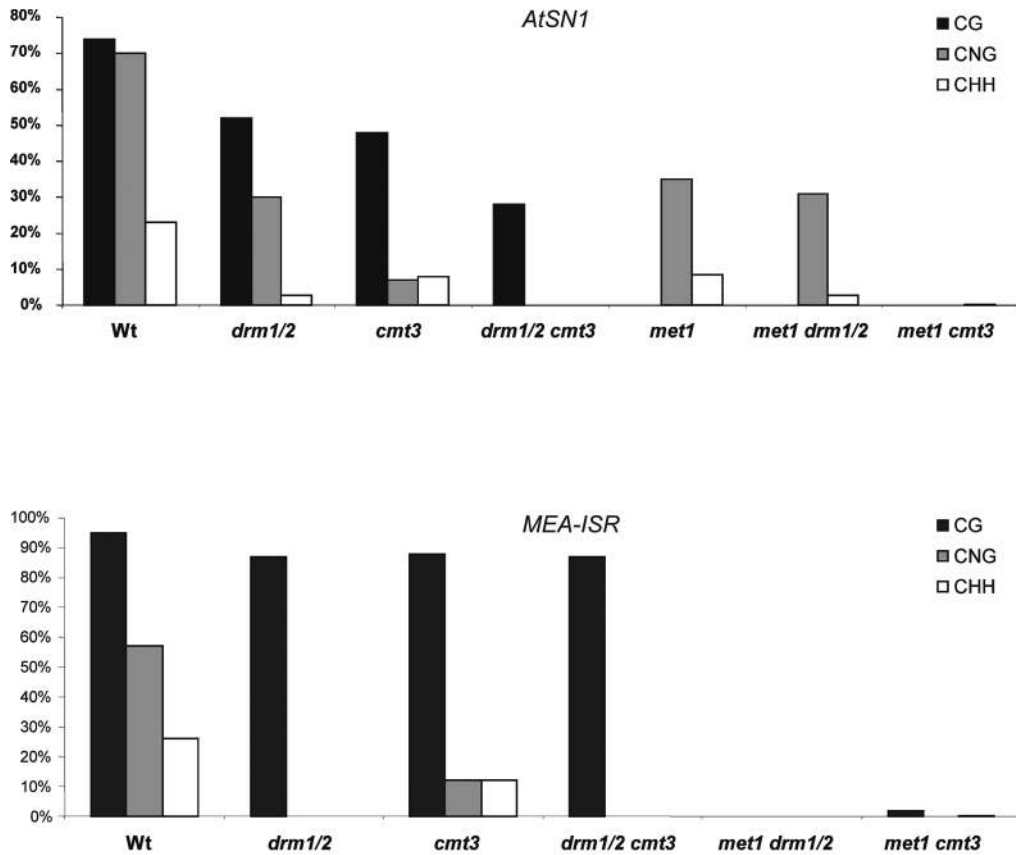 AtSN1
80%
70%
60%
50%
40%
30%
20%
10%
0%
CG
CNG
CHH
Wt drm1/2 cmt3 drm1/2 cmt3 met1 met1 drm1/2 met1 cmt3
MEA-ISR
100%
90%
80%
70%
60%
50%
40%
30%
20%
10%
0%
CG
CNG
CHH
Wt drm1/2 cmt3 drm1/2 cmt3 met1 drm1/2 met1 cmt3